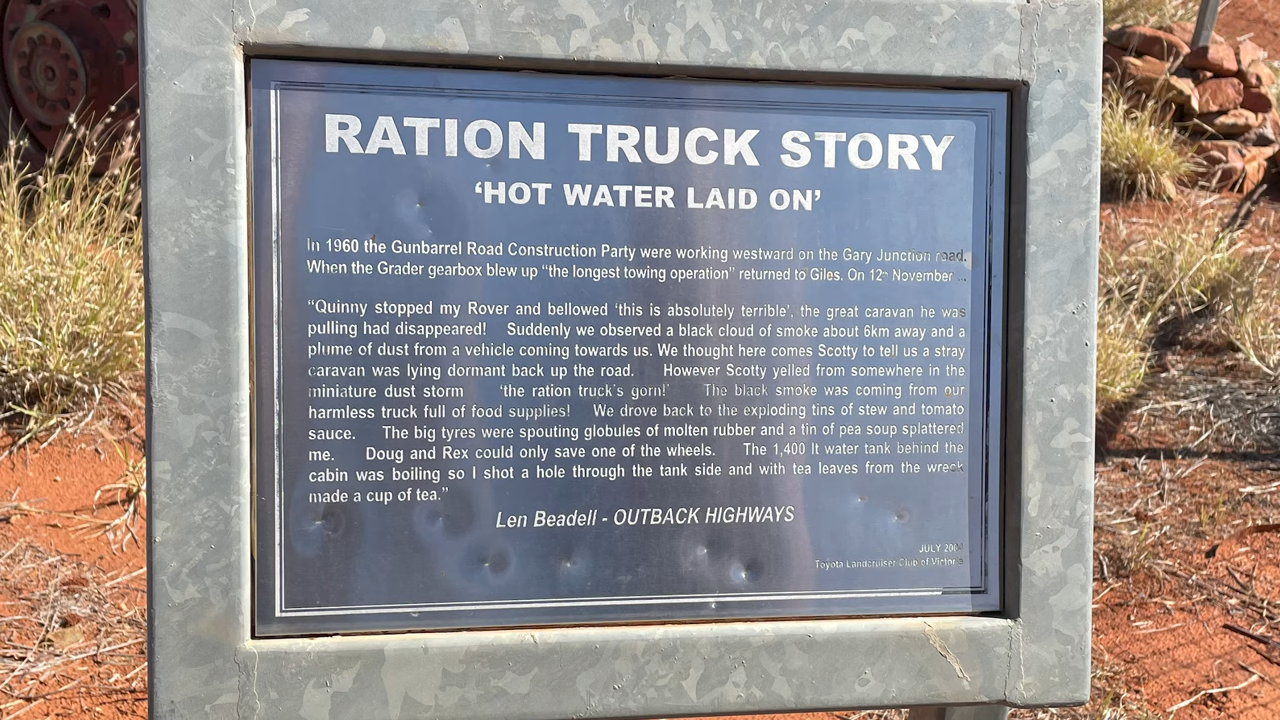 RATION TRUCK STORY
‘HOT WATER LAID ON’
In 1960 the Gunbarrel Road Construction Party were working westward on the Gary Junction road.
When the Grader gearbox blew up “the longest towing operation” returned to Giles. On 12th November ...
“Quinny stopped my Rover and bellowed ‘this is absolutely terrible’, the great caravan he was
pulling had disappeared! Suddenly we observed a black cloud of smoke about 6km away and a
plume of dust from a vehicle coming towards us. We thought here comes Scotty to tell us a stray
caravan was lying dormant back up the road. However Scotty yelled from somewhere in the
miniature dust storm ‘the ration truck’s gorn!’ The black smoke was coming from our
harmless truck full of food supplies! We drove back to the exploding tins of stew and tomato
sauce. The big tyres were spouting globules of molten rubber and a tin of pea soup splattered
me. Doug and Rex could only save one of the wheels. The 1,400 lt water tank behind the
cabin was boiling so I shot a hole through the tank side and with tea leaves from the wreck
made a cup of tea.”
Len Beadell - OUTBACK HIGHWAYS
JULY
Toyota Landcruiser Club of Victoria